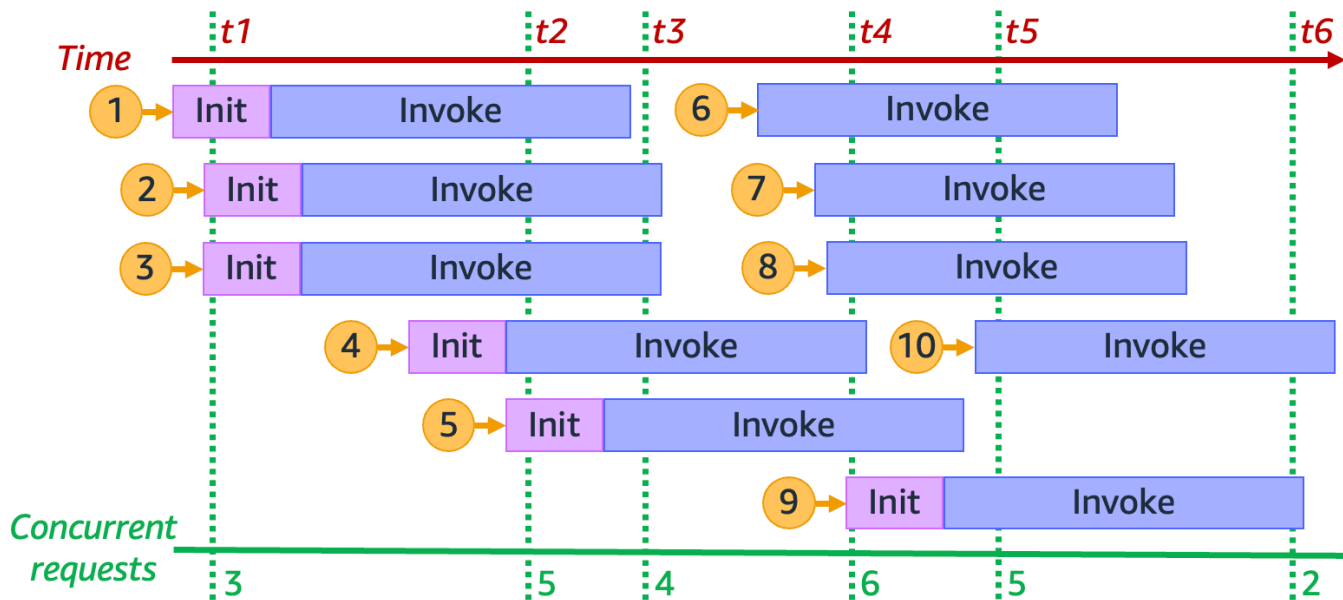 t1 t2 t3 t4 t5 t6
Time
1 Init Invoke 6 Invoke
2 Init Invoke 7 Invoke
3 Init Invoke 8 Invoke
4 Init Invoke 10 Invoke
5 Init Invoke
9 Init Invoke
Concurrent
requests
3 5 4 6 5 2